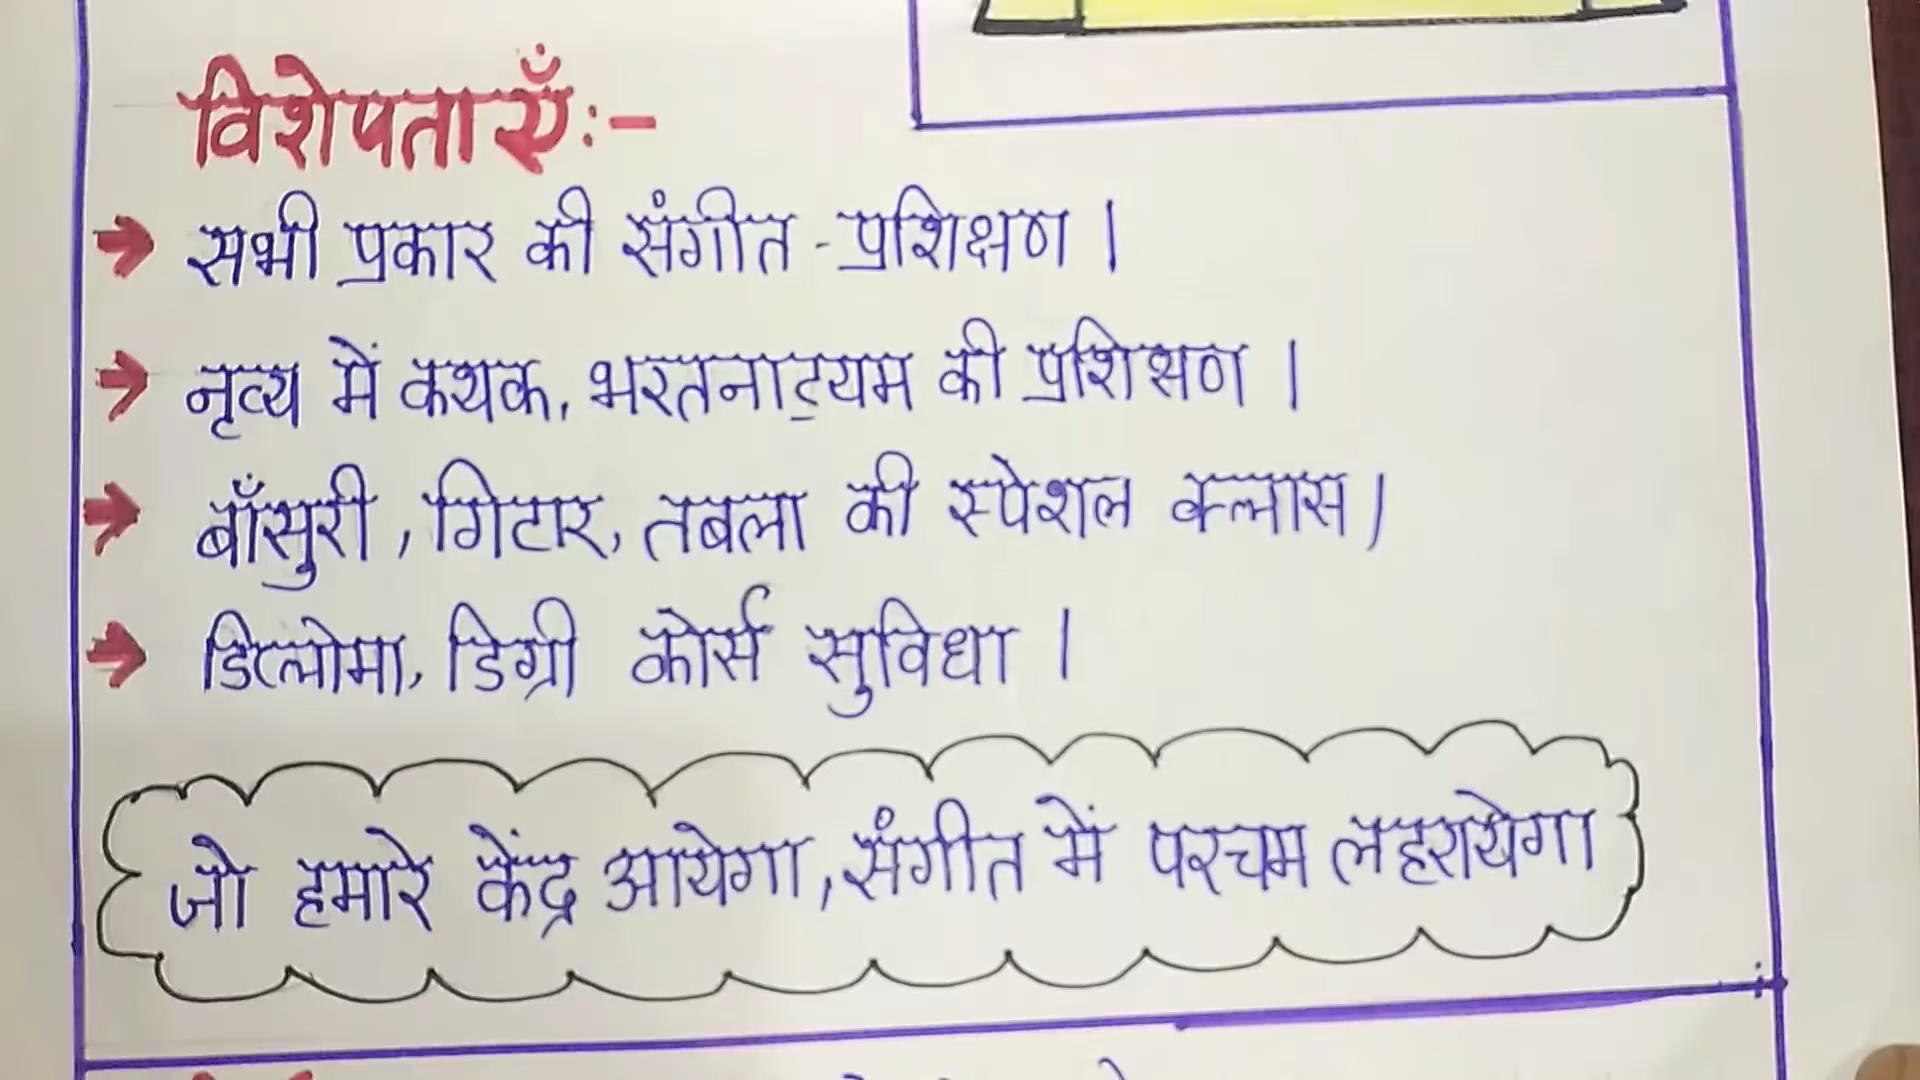 विशेषताएँ:-
→ सभी प्रकार की संगीत-प्रशिक्षण ।
→ नृत्य में कथक, भरतनाट्यम की प्रशिक्षण ।
→ बाँसुरी, गिटार, तबला की स्पेशल क्लास ।
→ डिप्लोमा, डिग्री कोर्स सुविधा ।
जो हमारे केंद्र आयेगा, संगीत में परचम लहरायेगा